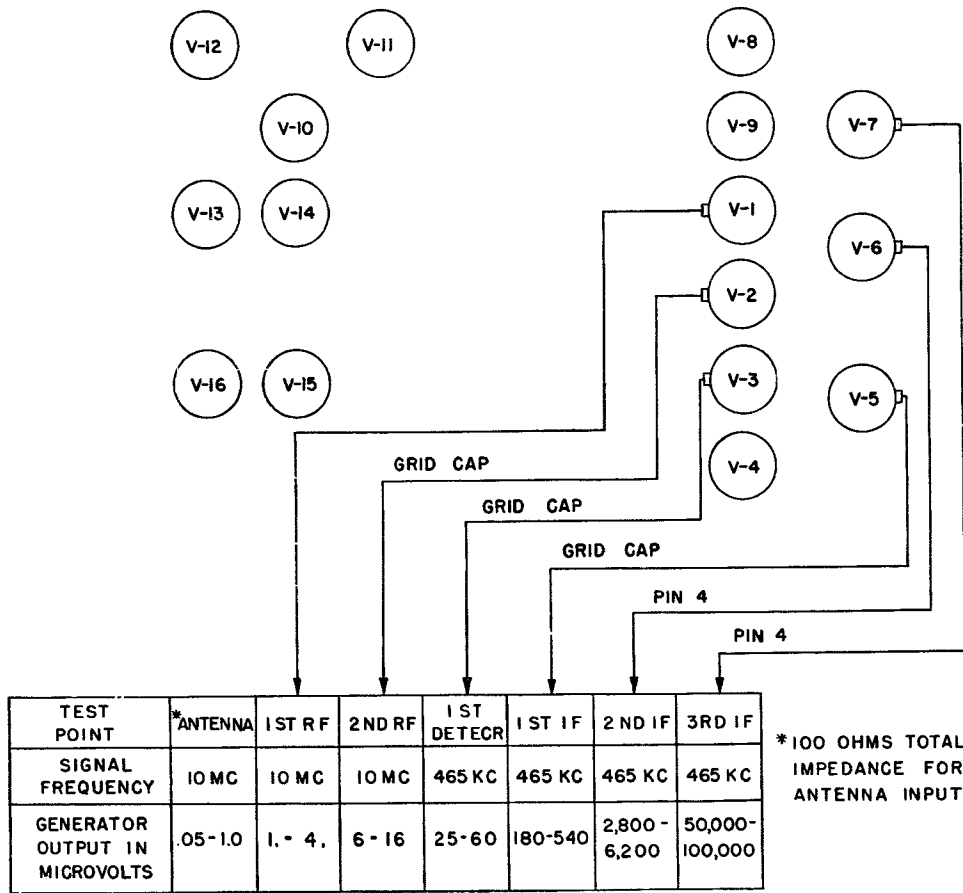 V-12
V-11
V-8
V-10
V-9
V-7
V-13
V-14
V-1
V-6
V-2
V-16
V-15
V-3
V-5
V-4
GRID CAP
GRID CAP
GRID CAP
PIN 4
PIN 4
TEST POINT | *ANTENNA | 1ST RF | 2ND RF | 1ST DETECR | 1ST IF | 2ND IF | 3RD IF
SIGNAL FREQUENCY | 10 MC | 10 MC | 10 MC | 465 KC | 465 KC | 465 KC | 465 KC
GENERATOR OUTPUT IN MICROVOLTS | .05-1.0 | 1.- 4. | 6-16 | 25-60 | 180-540 | 2,800-6,200 | 50,000-100,000
*100 OHMS TOTAL
IMPEDANCE FOR
ANTENNA INPUT